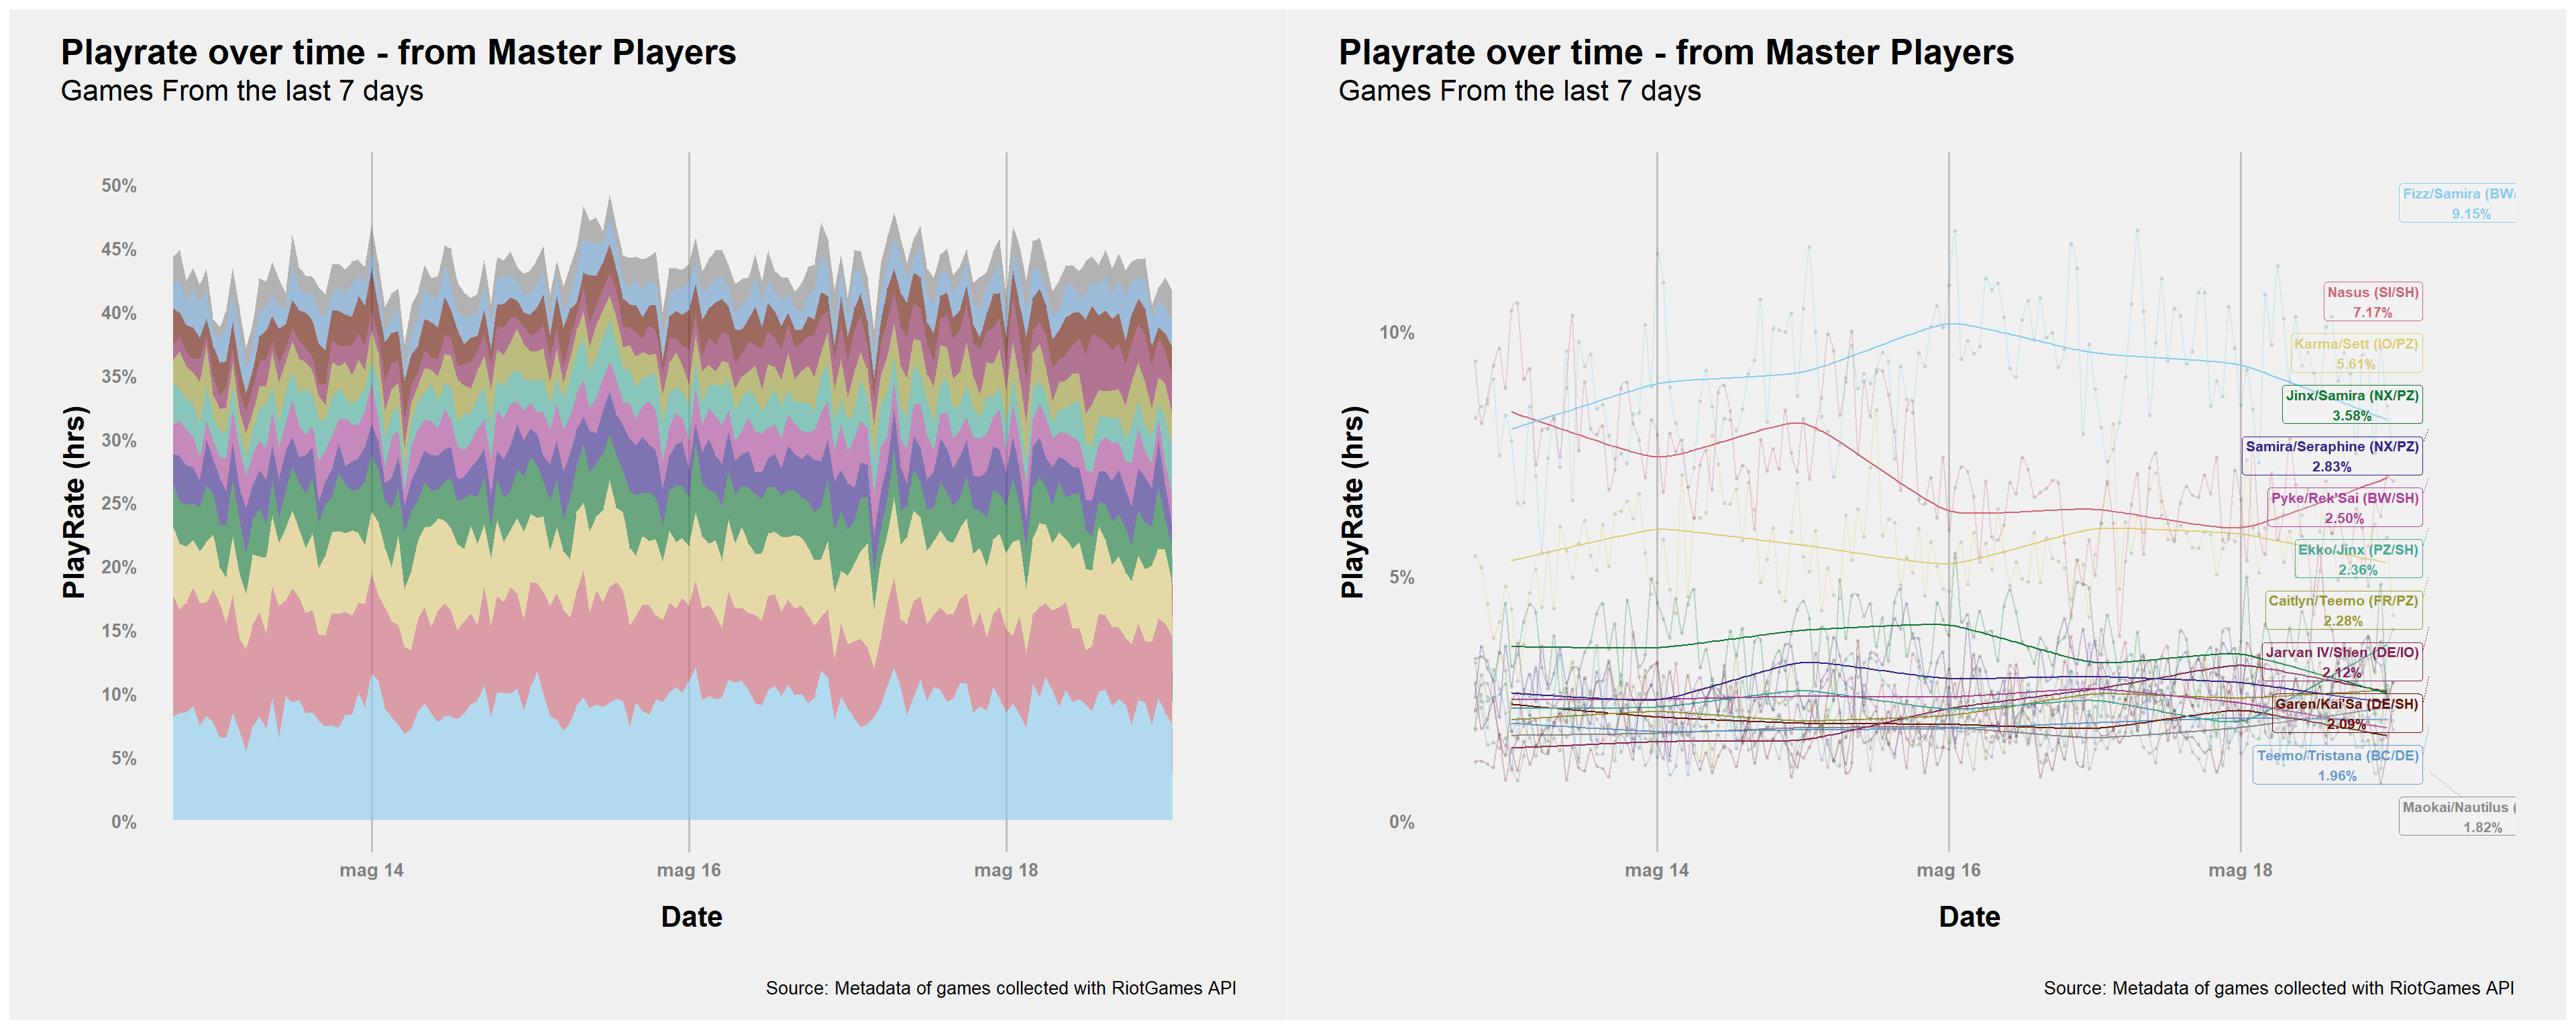 Playrate over time - from Master Players
Games From the last 7 days
50%
45%
40%
35%
30%
25%
20%
15%
10%
5%
0%
PlayRate (hrs)
mag 14
mag 16
mag 18
Date
Source: Metadata of games collected with RiotGames API
Playrate over time - from Master Players
Games From the last 7 days
10%
5%
0%
PlayRate (hrs)
Fizz/Samira (BW/
9.15%
Nasus (SI/SH)
7.17%
Karma/Sett (IO/PZ)
5.61%
Jinx/Samira (NX/PZ)
3.58%
Samira/Seraphine (NX/PZ)
2.83%
Pyke/Rek'Sai (BW/SH)
2.50%
Ekko/Jinx (PZ/SH)
2.36%
Caitlyn/Teemo (FR/PZ)
2.28%
Jarvan IV/Shen (DE/IO)
2.12%
Garen/Kai'Sa (DE/SH)
2.09%
Teemo/Tristana (BC/DE)
1.96%
Maokai/Nautilus (
1.82%
mag 14
mag 16
mag 18
Date
Source: Metadata of games collected with RiotGames API